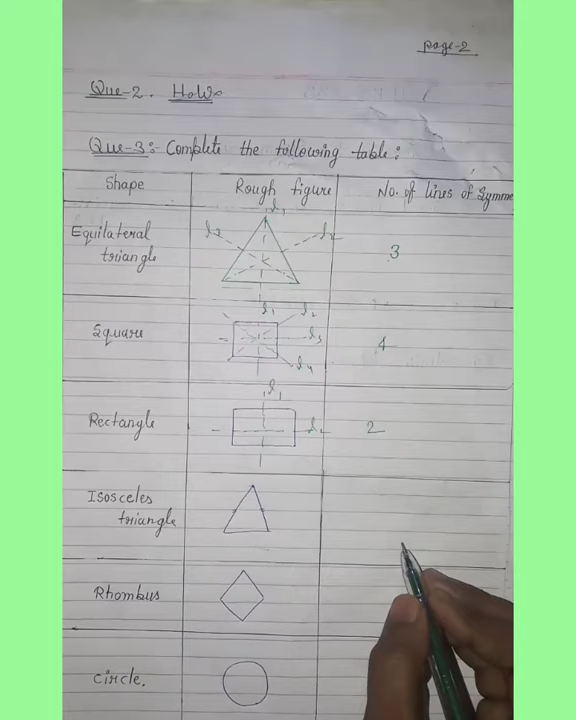 page-2
Que-2. H.W.
Que-3: Complete the following table:
Shape Rough figure No. of lines of Symme
Equilateral triangle l1 l2 l3 3
Square l1 l2 l3 l4 4
Rectangle l1 l2 2
Isosceles triangle
Rhombus
Circle.